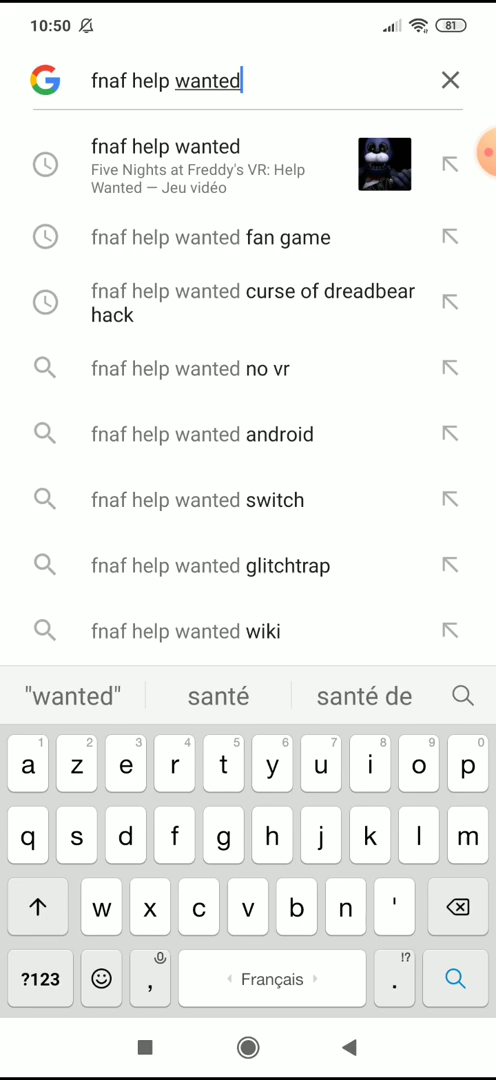 10:50 81
fnaf help wanted
fnaf help wanted
Five Nights at Freddy's VR: Help
Wanted — Jeu vidéo
fnaf help wanted fan game
fnaf help wanted curse of dreadbear
hack
fnaf help wanted no vr
fnaf help wanted android
fnaf help wanted switch
fnaf help wanted glitchtrap
fnaf help wanted wiki
"wanted" santé santé de
1 2 3 4 5 6 7 8 9 0
a z e r t y u i o p
q s d f g h j k l m
w x c v b n '
!?
?123 , Français .